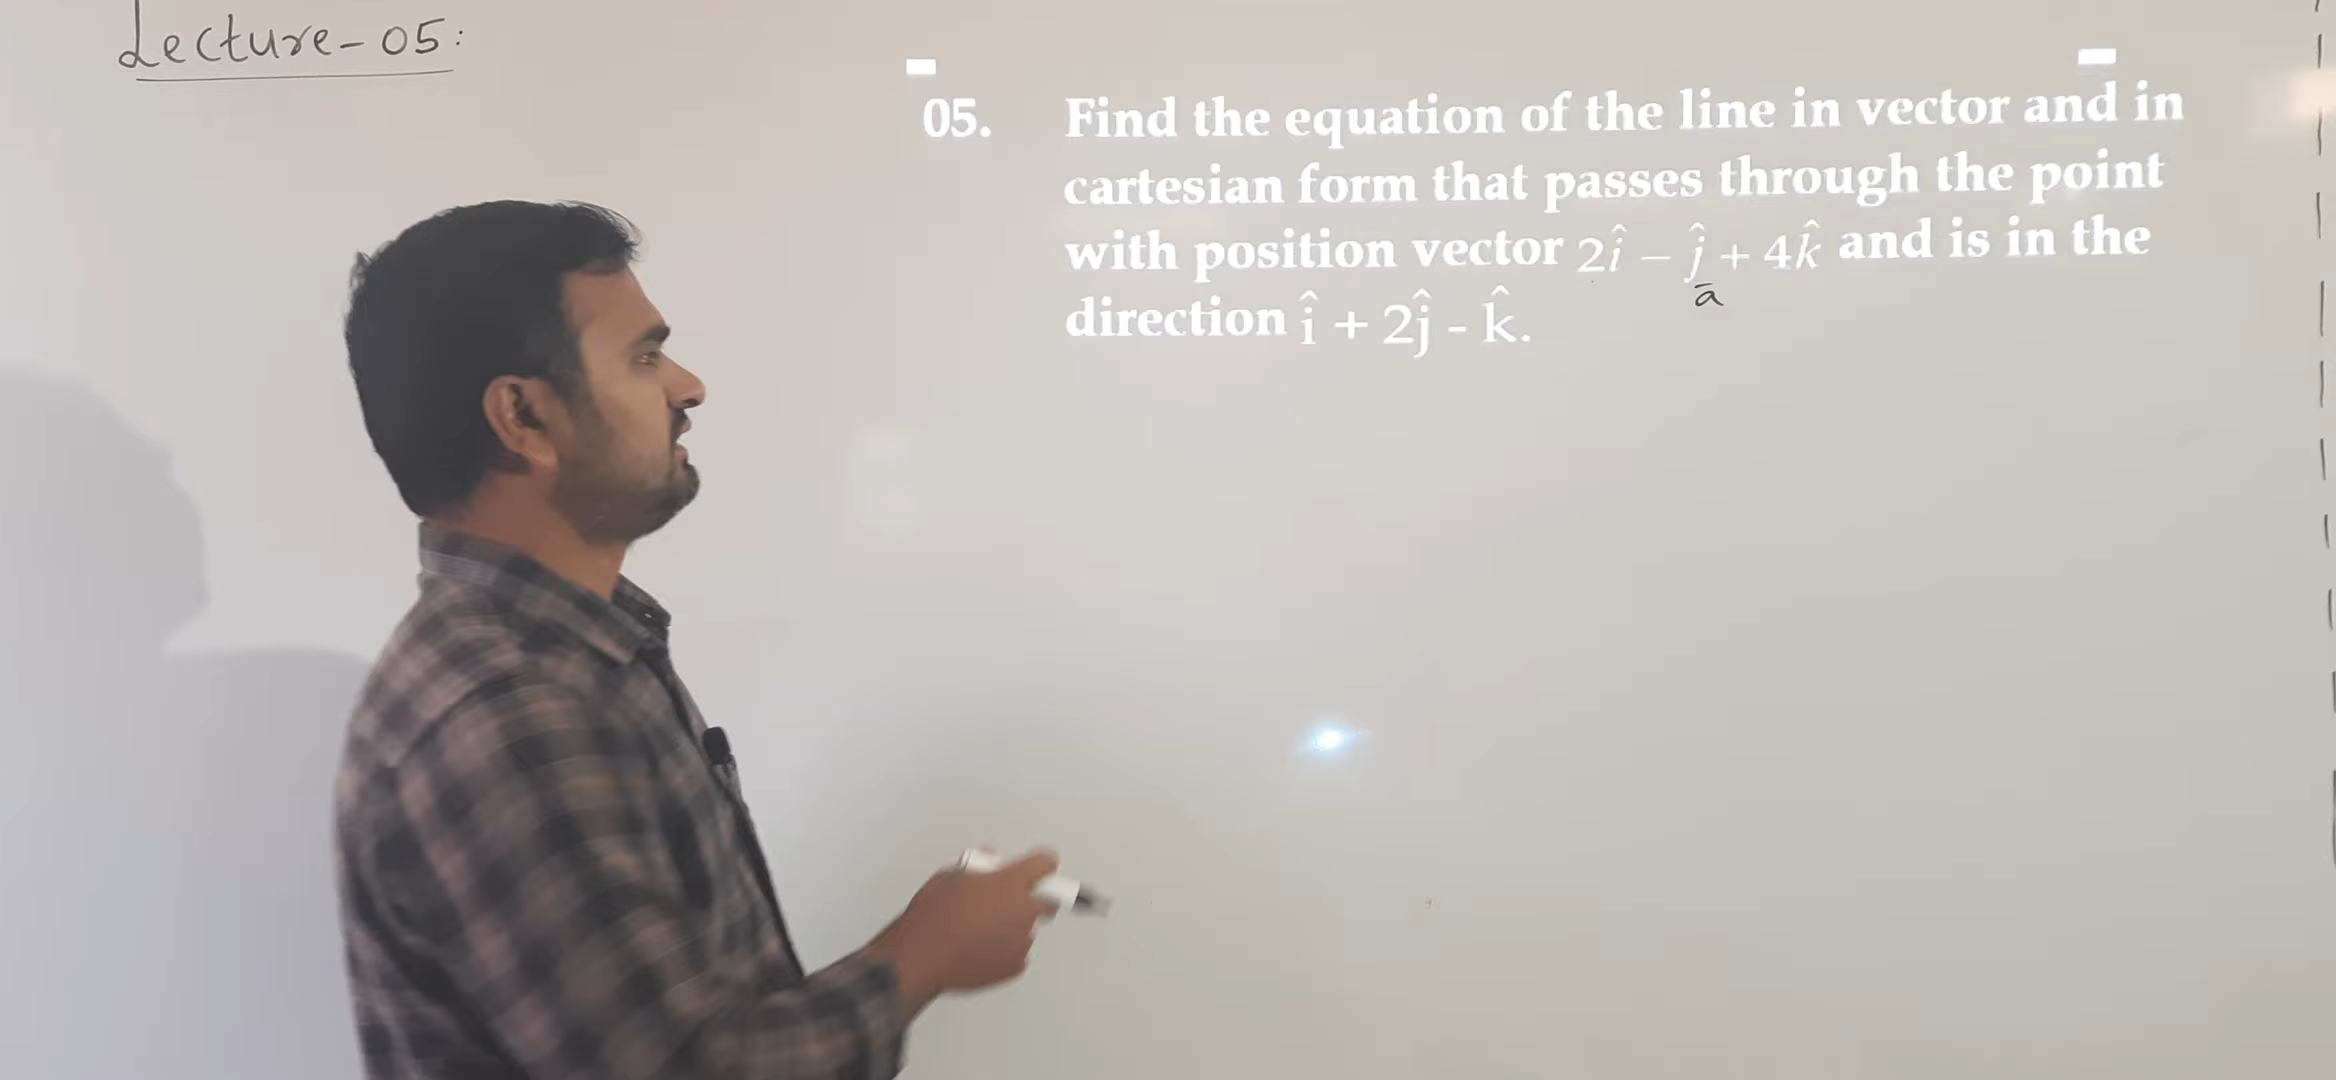 Lecture-05:
05. Find the equation of the line in vector and in
cartesian form that passes through the point
with position vector 2î − ĵ + 4k̂ and is in the
ā
direction î + 2ĵ - k̂.